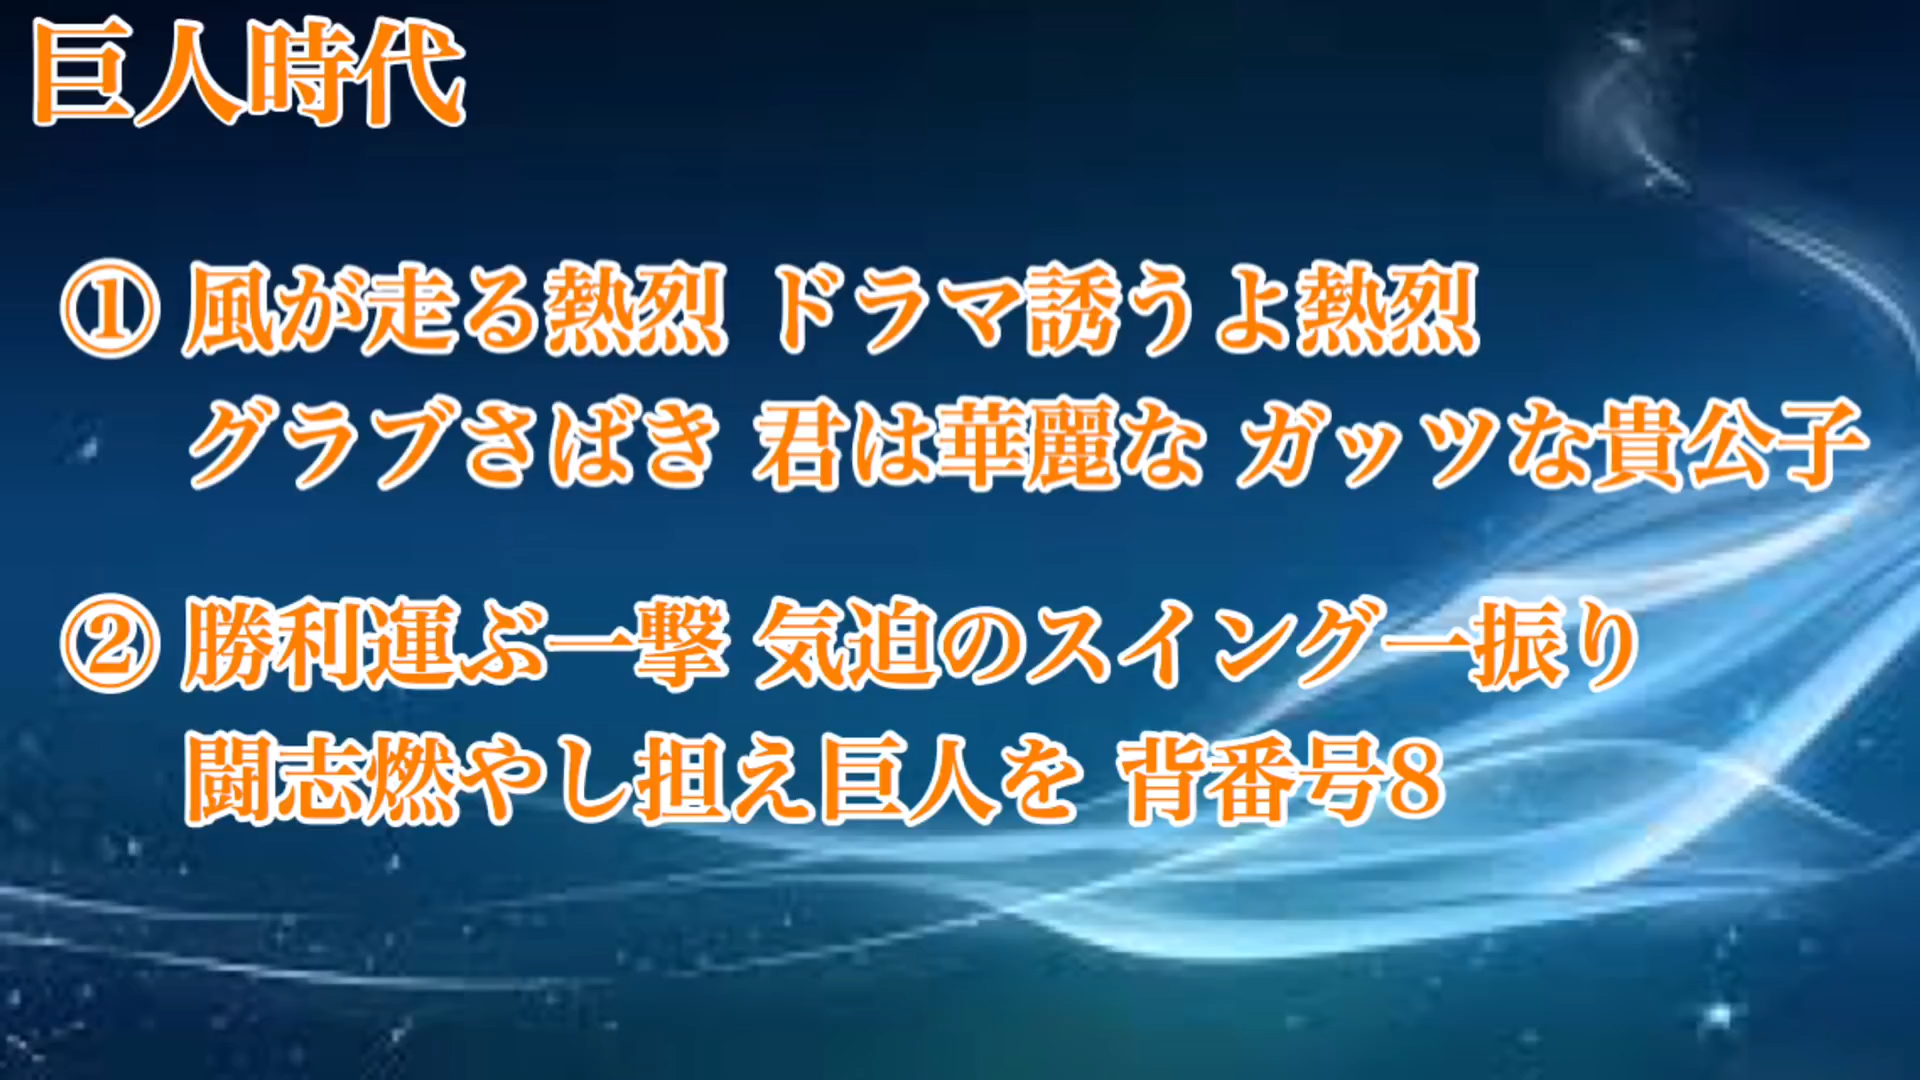 巨人時代
① 風が走る熱烈 ドラマ誘うよ熱烈
グラブさばき 君は華麗な ガッツな貴公子
② 勝利運ぶ一撃 気迫のスイング一振り
闘志燃やし担え巨人を 背番号8